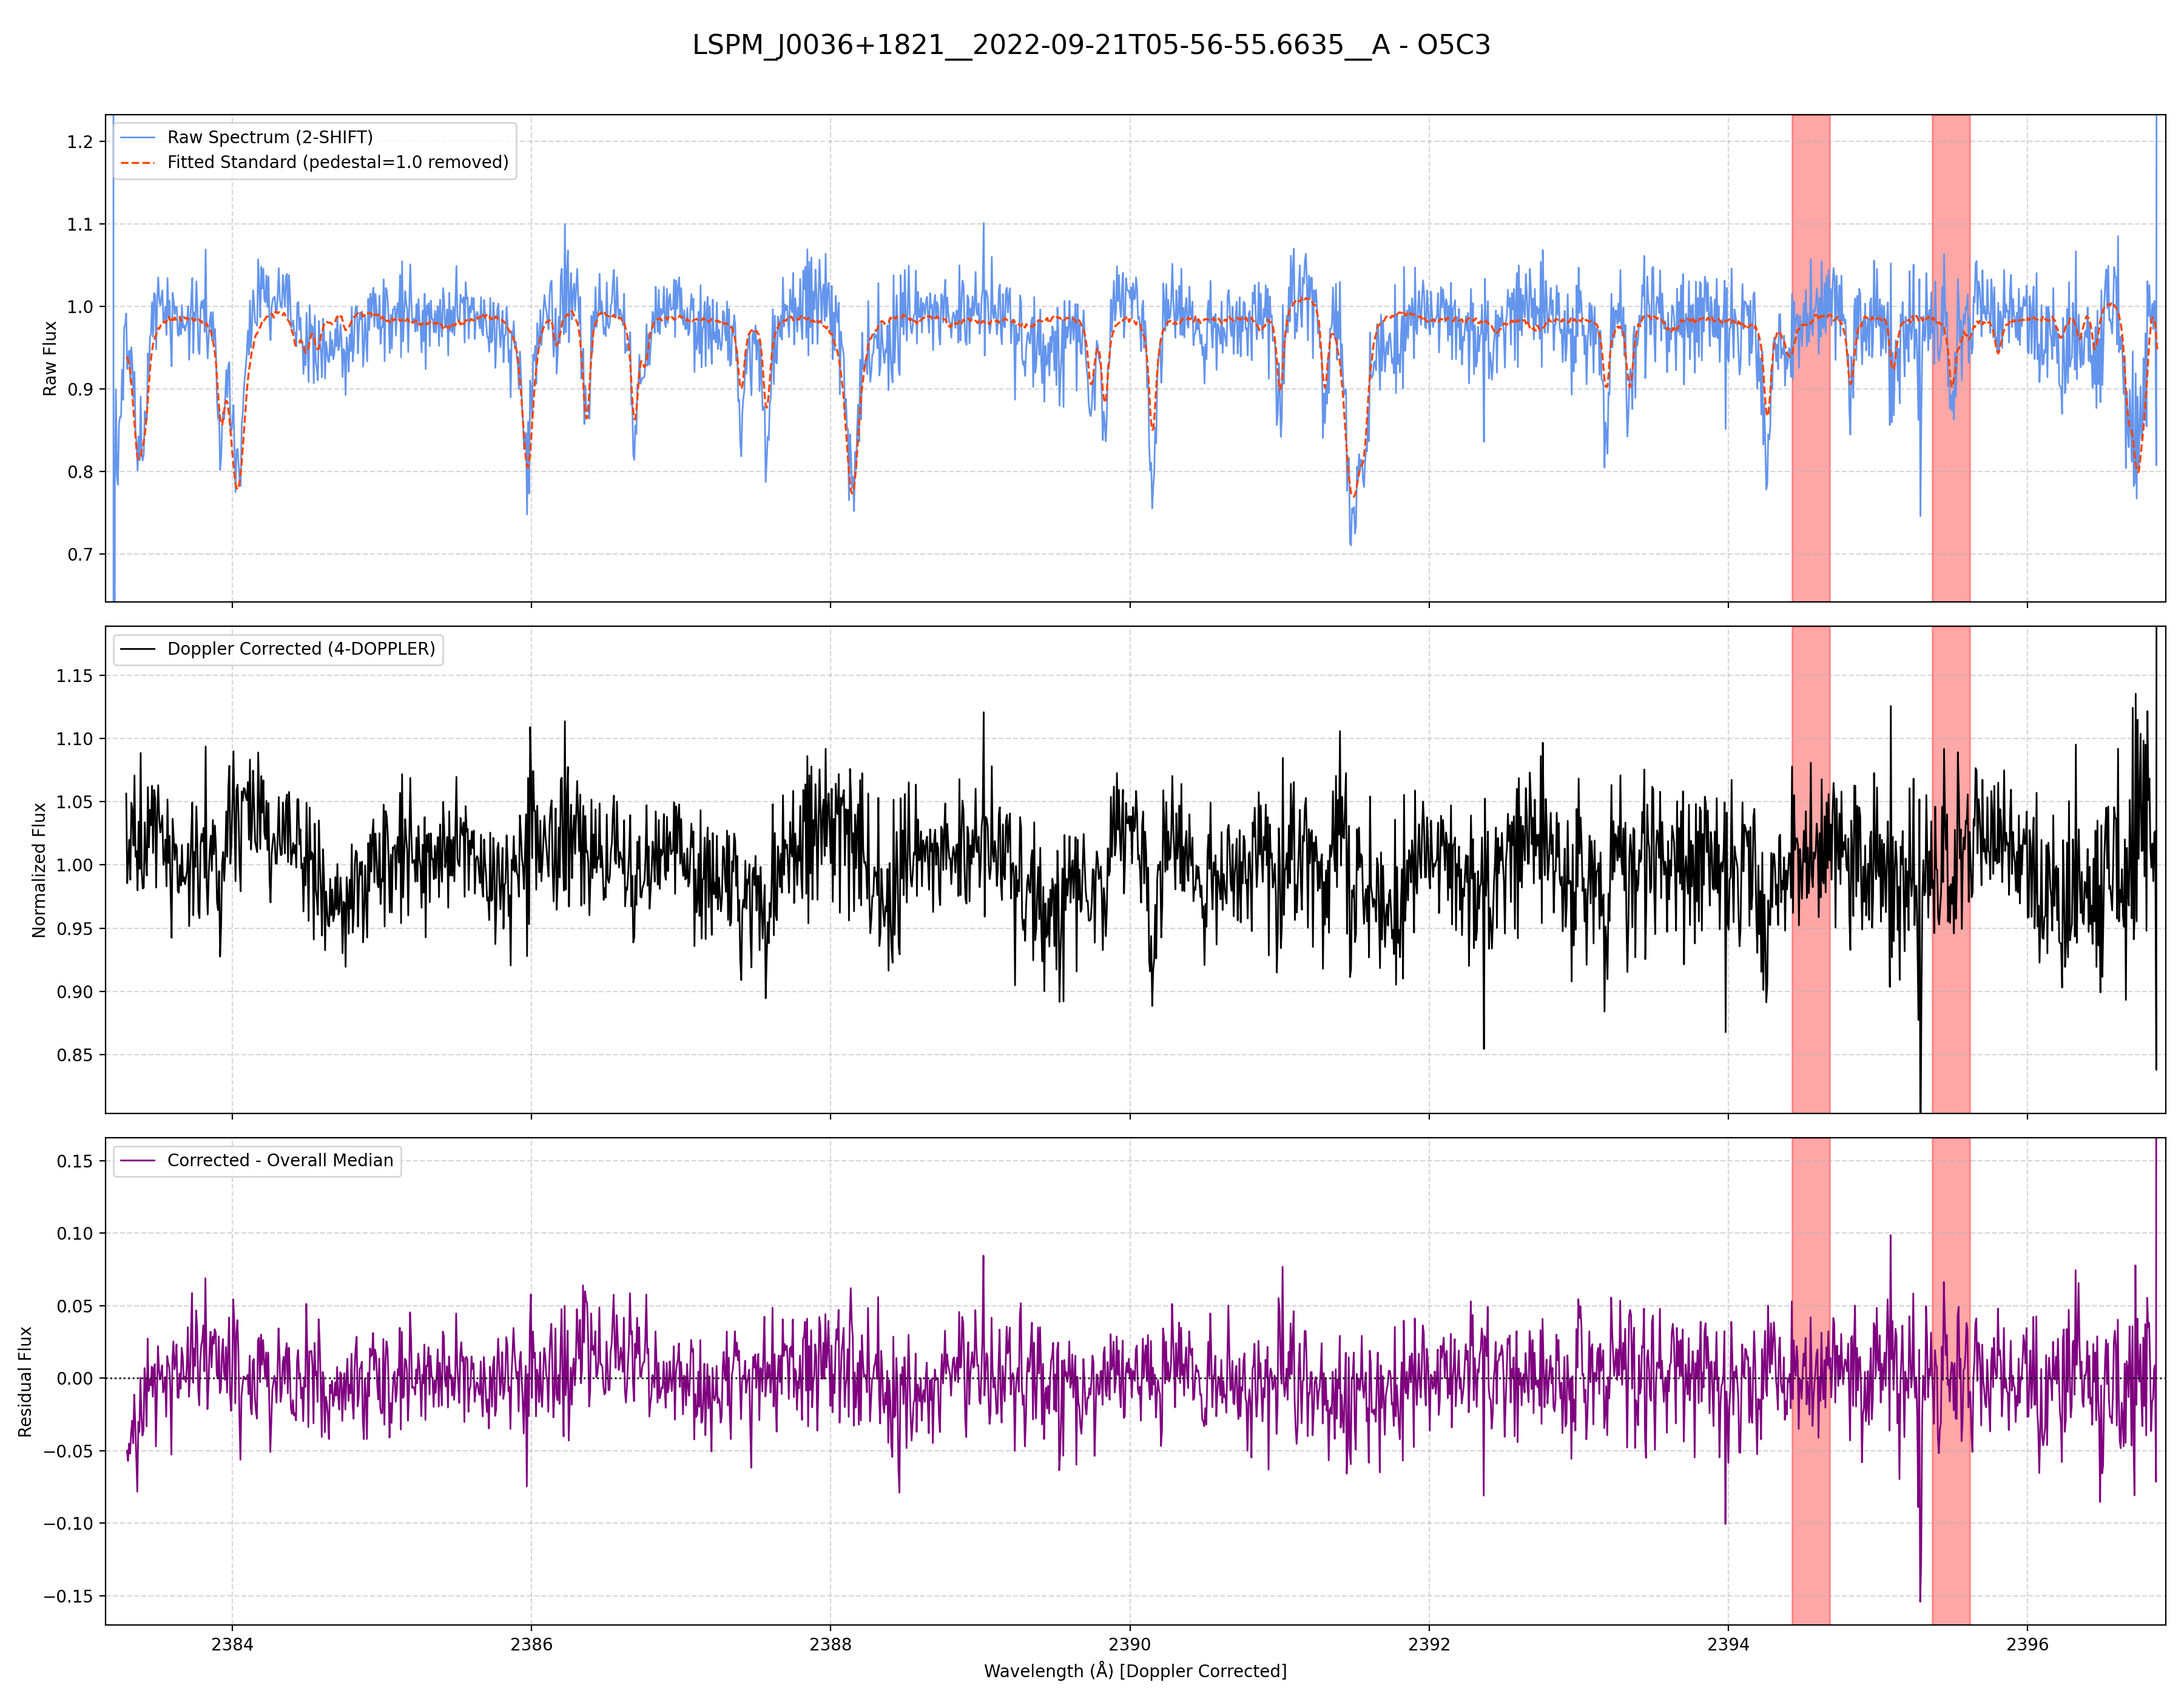 LSPM_J0036+1821__2022-09-21T05-56-55.6635__A - O5C3
Raw Spectrum (2-SHIFT)
Fitted Standard (pedestal=1.0 removed)
1.2
1.1
1.0
0.9
0.8
0.7
Raw Flux
Doppler Corrected (4-DOPPLER)
1.15
1.10
1.05
1.00
0.95
0.90
0.85
Normalized Flux
Corrected - Overall Median
0.15
0.10
0.05
0.00
−0.05
−0.10
−0.15
Residual Flux
2384 2386 2388 2390 2392 2394 2396
Wavelength (Å) [Doppler Corrected]